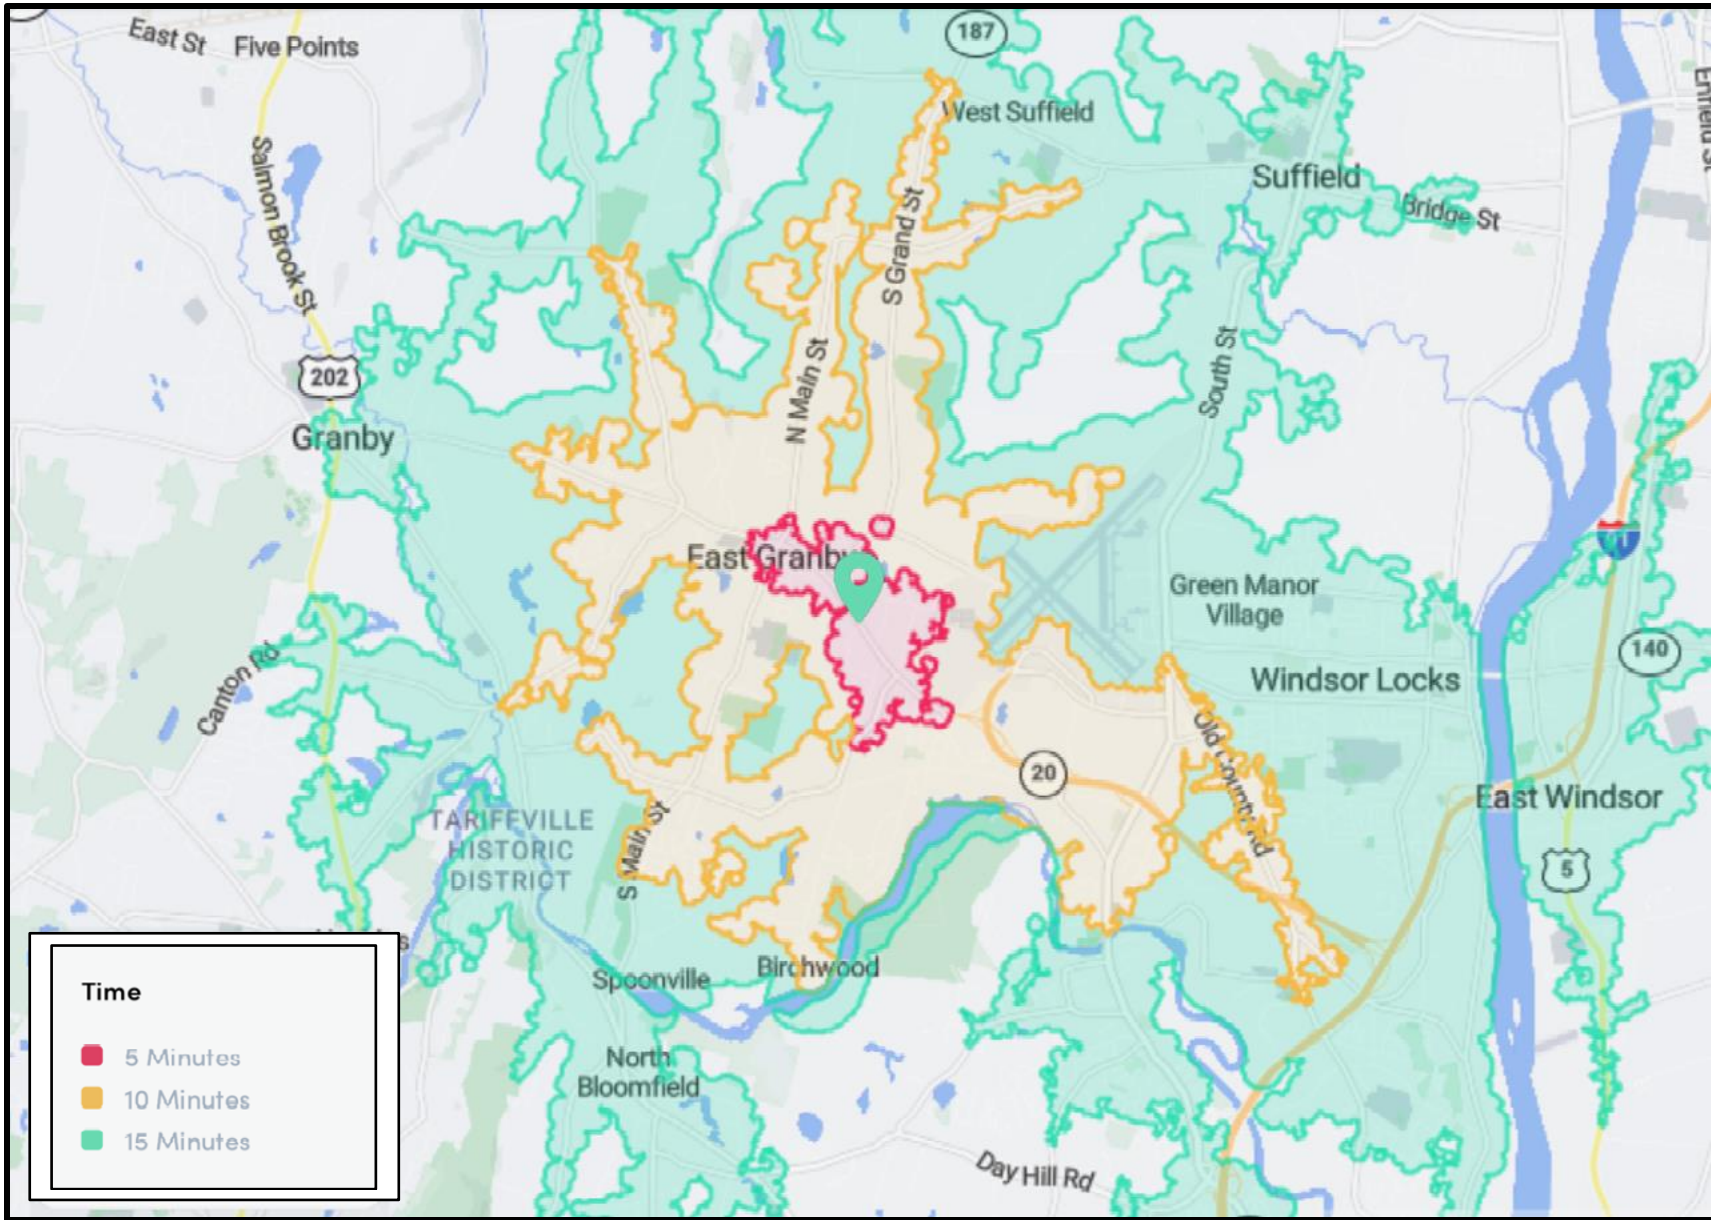 187
East St
Five Points
West Suffield
Suffield
Bridge St
Salmon Brook St
S Grand St
202
N Main St
South St
Granby
East Granby
Green Manor
Village
140
Canton Rd
Windsor Locks
Old County Rd
20
East Windsor
TARIFFVILLE
HISTORIC
DISTRICT
S Main St
5
Spoonville
Birchwood
North
Bloomfield
Day Hill Rd
Time
5 Minutes
10 Minutes
15 Minutes